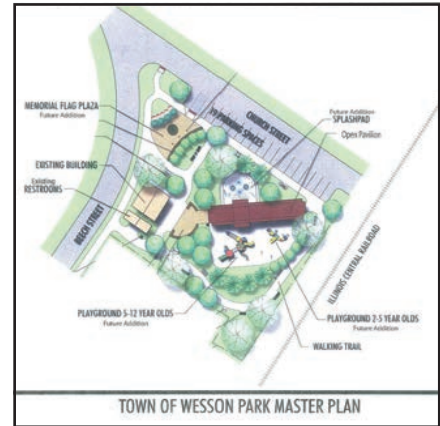 MEMORIAL FLAG PLAZA
Future Addition
EXISTING BUILDING
Existing
RESTROOMS
BEECH STREET
19 PARKING SPACES
CHURCH STREET
Future Addition
SPLASHPAD
Open Pavilion
ILLINOIS CENTRAL RAILROAD
PLAYGROUND 5-12 YEAR OLDS
Future Addition
PLAYGROUND 2-5 YEAR OLDS
Future Addition
WALKING TRAIL
TOWN OF WESSON PARK MASTER PLAN